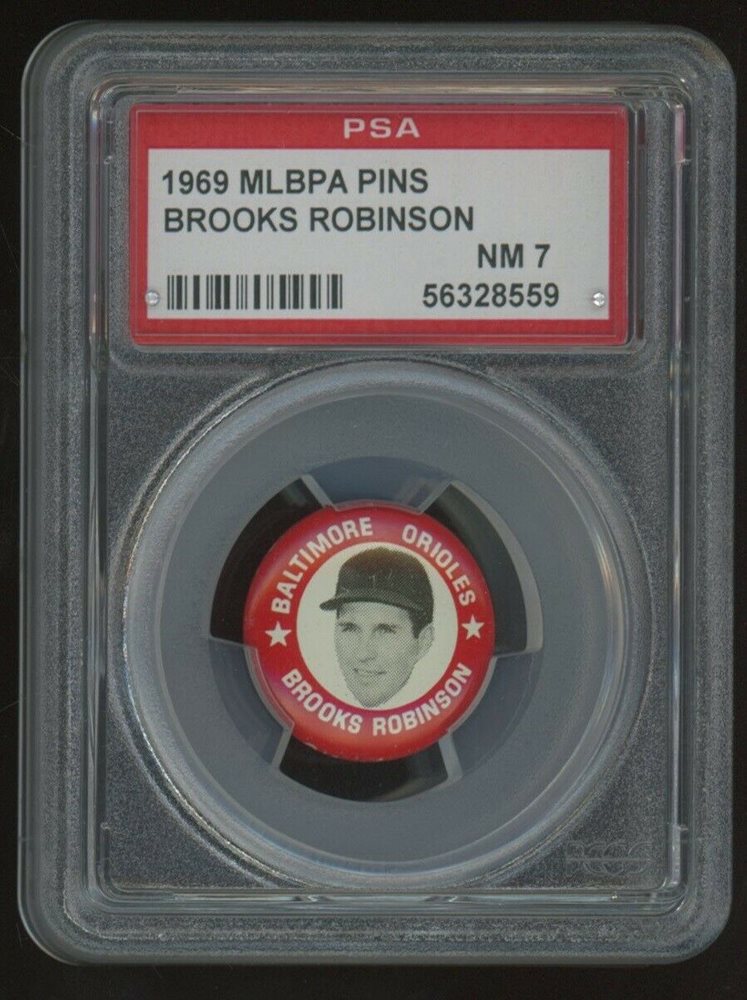 PSA
1969 MLBPA PINS
BROOKS ROBINSON
NM 7
56328559
BALTIMORE ORIOLES
BROOKS ROBINSON